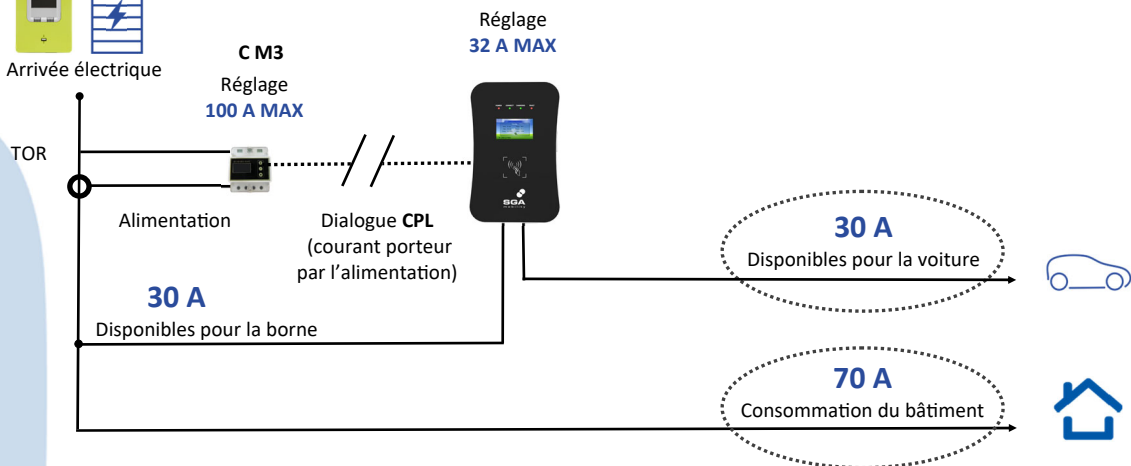 Arrivée électrique
C M3
Réglage
100 A MAX
Réglage
32 A MAX
TOR
Alimentation
Dialogue CPL
(courant porteur
par l'alimentation)
SGA
30 A
Disponibles pour la borne
30 A
Disponibles pour la voiture
70 A
Consommation du bâtiment